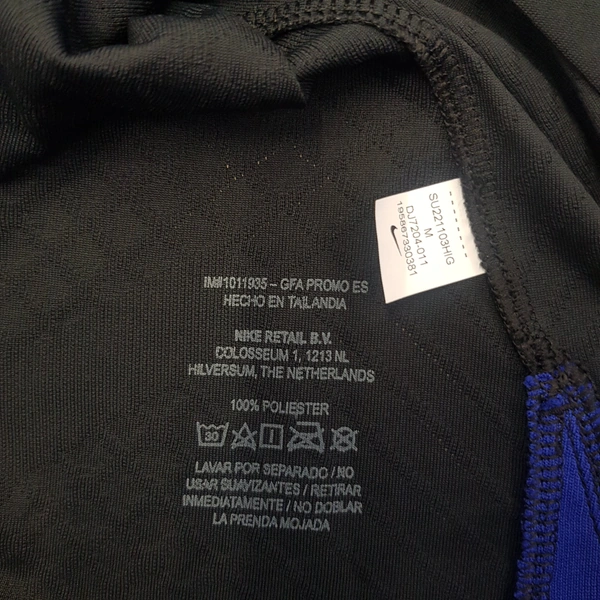 IM#1011935 – GFA PROMO ES
HECHO EN TAILANDIA
NIKE RETAIL B.V.
COLOSSEUM 1, 1213 NL
HILVERSUM, THE NETHERLANDS
100% POLIESTER
30
LAVAR POR SEPARADO / NO
USAR SUAVIZANTES / RETIRAR
INMEDIATAMENTE / NO DOBLAR
LA PRENDA MOJADA
SU221103HIG
M
DJ7204-011
195867330381